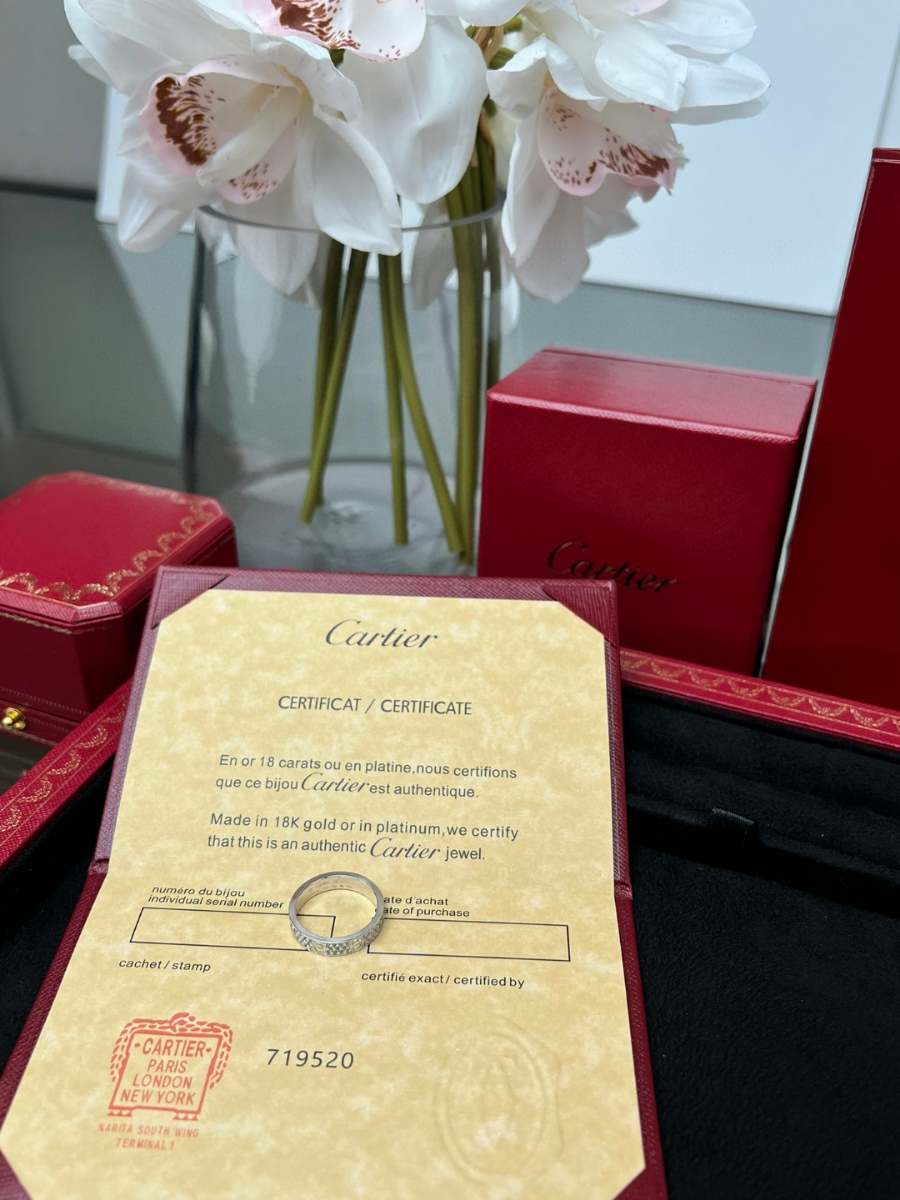 Cartier
Cartier
CERTIFICAT / CERTIFICATE
En or 18 carats ou en platine,nous certifions
que ce bijou Cartier est authentique.
Made in 18K gold or in platinum,we certify
that this is an authentic Cartier jewel.
numéro du bijou
individual serial number
ate d'achat
ate of purchase
cachet / stamp
certifié exact / certified by
·CARTIER·
PARIS
LONDON
NEW YORK
NARITA SOUTH WING
TERMINAL 1
719520